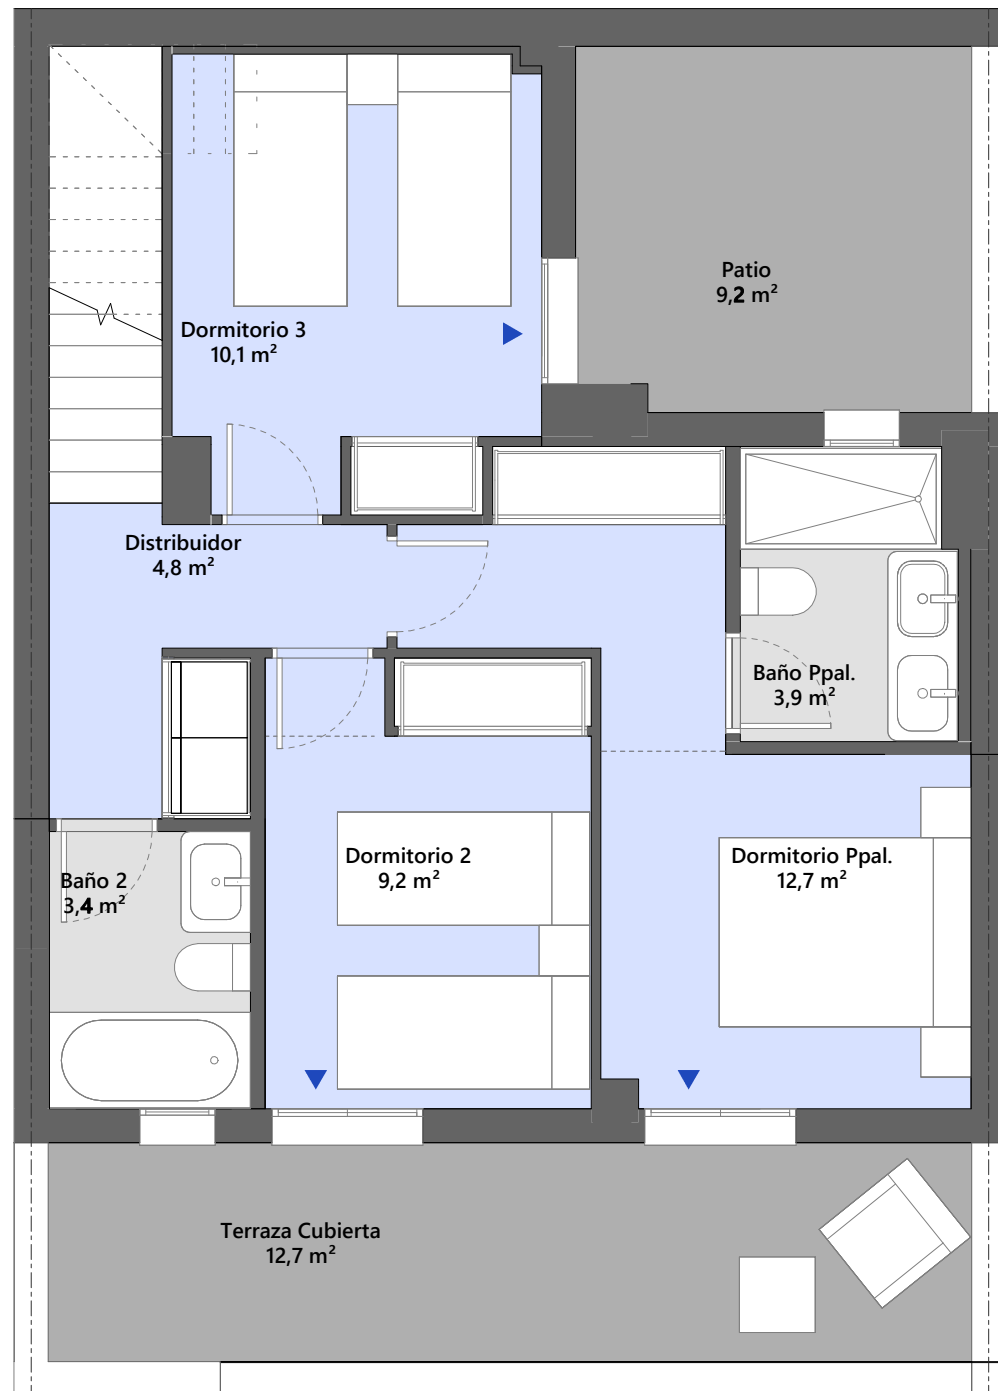 Patio
9,2 m²
Dormitorio 3
10,1 m²
Distribuidor
4,8 m²
Baño Ppal.
3,9 m²
Dormitorio 2
9,2 m²
Dormitorio Ppal.
12,7 m²
Baño 2
3,4 m²
Terraza Cubierta
12,7 m²